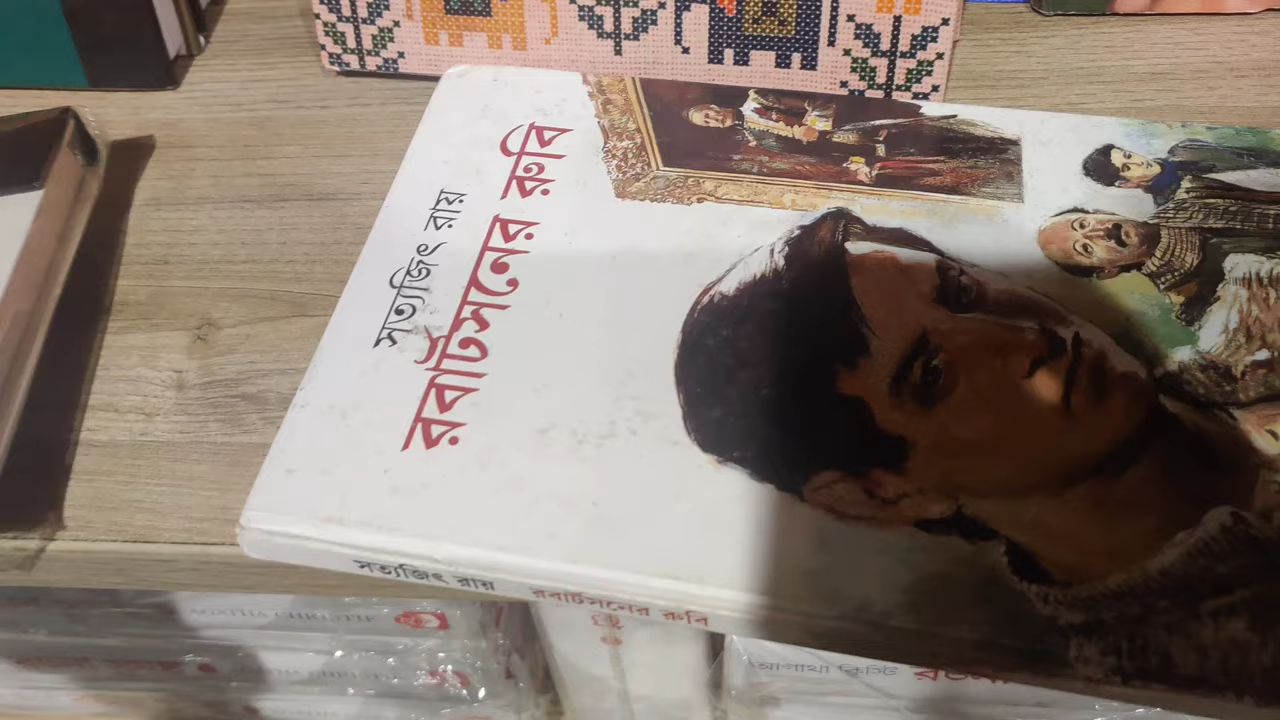 সত্যজিৎ রায়
রবার্টসনের রুবি
সত্যজিৎ রায় রবার্টসনের রুবি
AGATHA CHRISTIE
আগাথা ক্রিস্টি